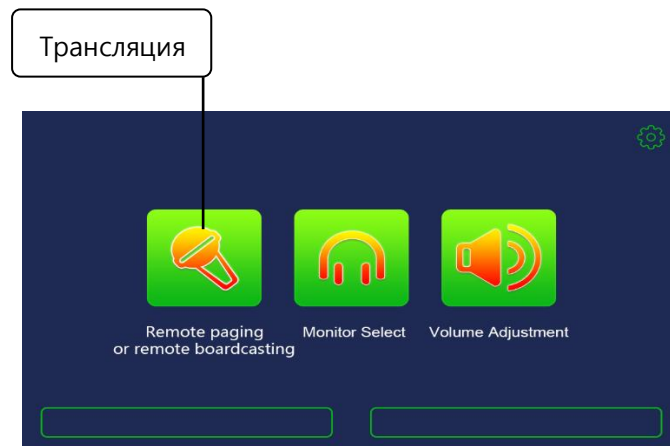 Трансляция
Remote paging
or remote boardcasting
Monitor Select
Volume Adjustment